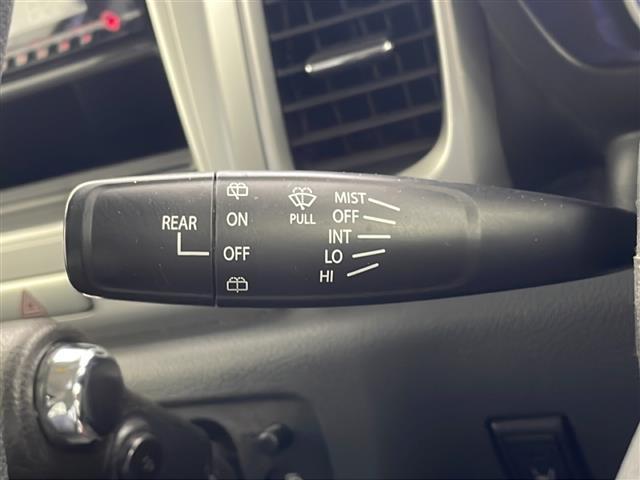 REAR
ON
OFF
PULL
MIST
OFF
INT
LO
HI